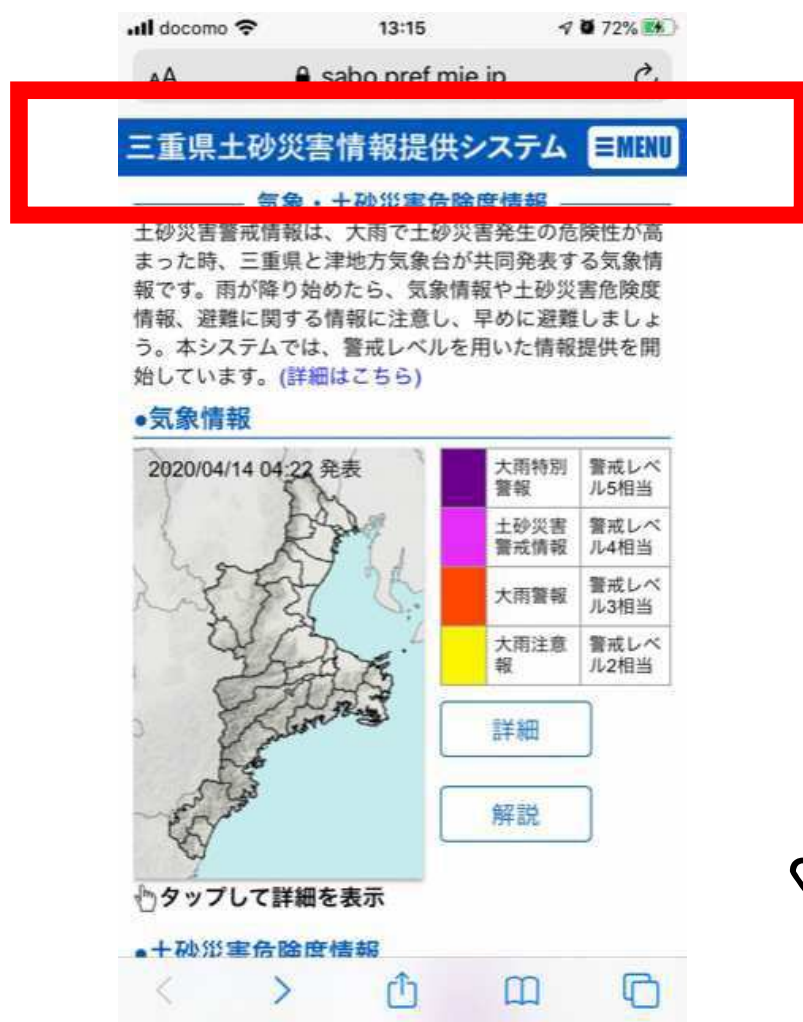 docomo 13:15 72%
AA sabo.pref.mie.jp
三重県土砂災害情報提供システム MENU
気象・土砂災害危険度情報
土砂災害警戒情報は、大雨で土砂災害発生の危険性が高
まった時、三重県と津地方気象台が共同発表する気象情
報です。雨が降り始めたら、気象情報や土砂災害危険度
情報、避難に関する情報に注意し、早めに避難しましょ
う。本システムでは、警戒レベルを用いた情報提供を開
始しています。(詳細はこちら)
●気象情報
2020/04/14 04:22 発表
大雨特別 警戒レベ
警報 ル5相当
土砂災害 警戒レベ
警戒情報 ル4相当
大雨警報 警戒レベ
ル3相当
大雨注意 警戒レベ
報 ル2相当
詳細
解説
タップして詳細を表示
●土砂災害危険度情報